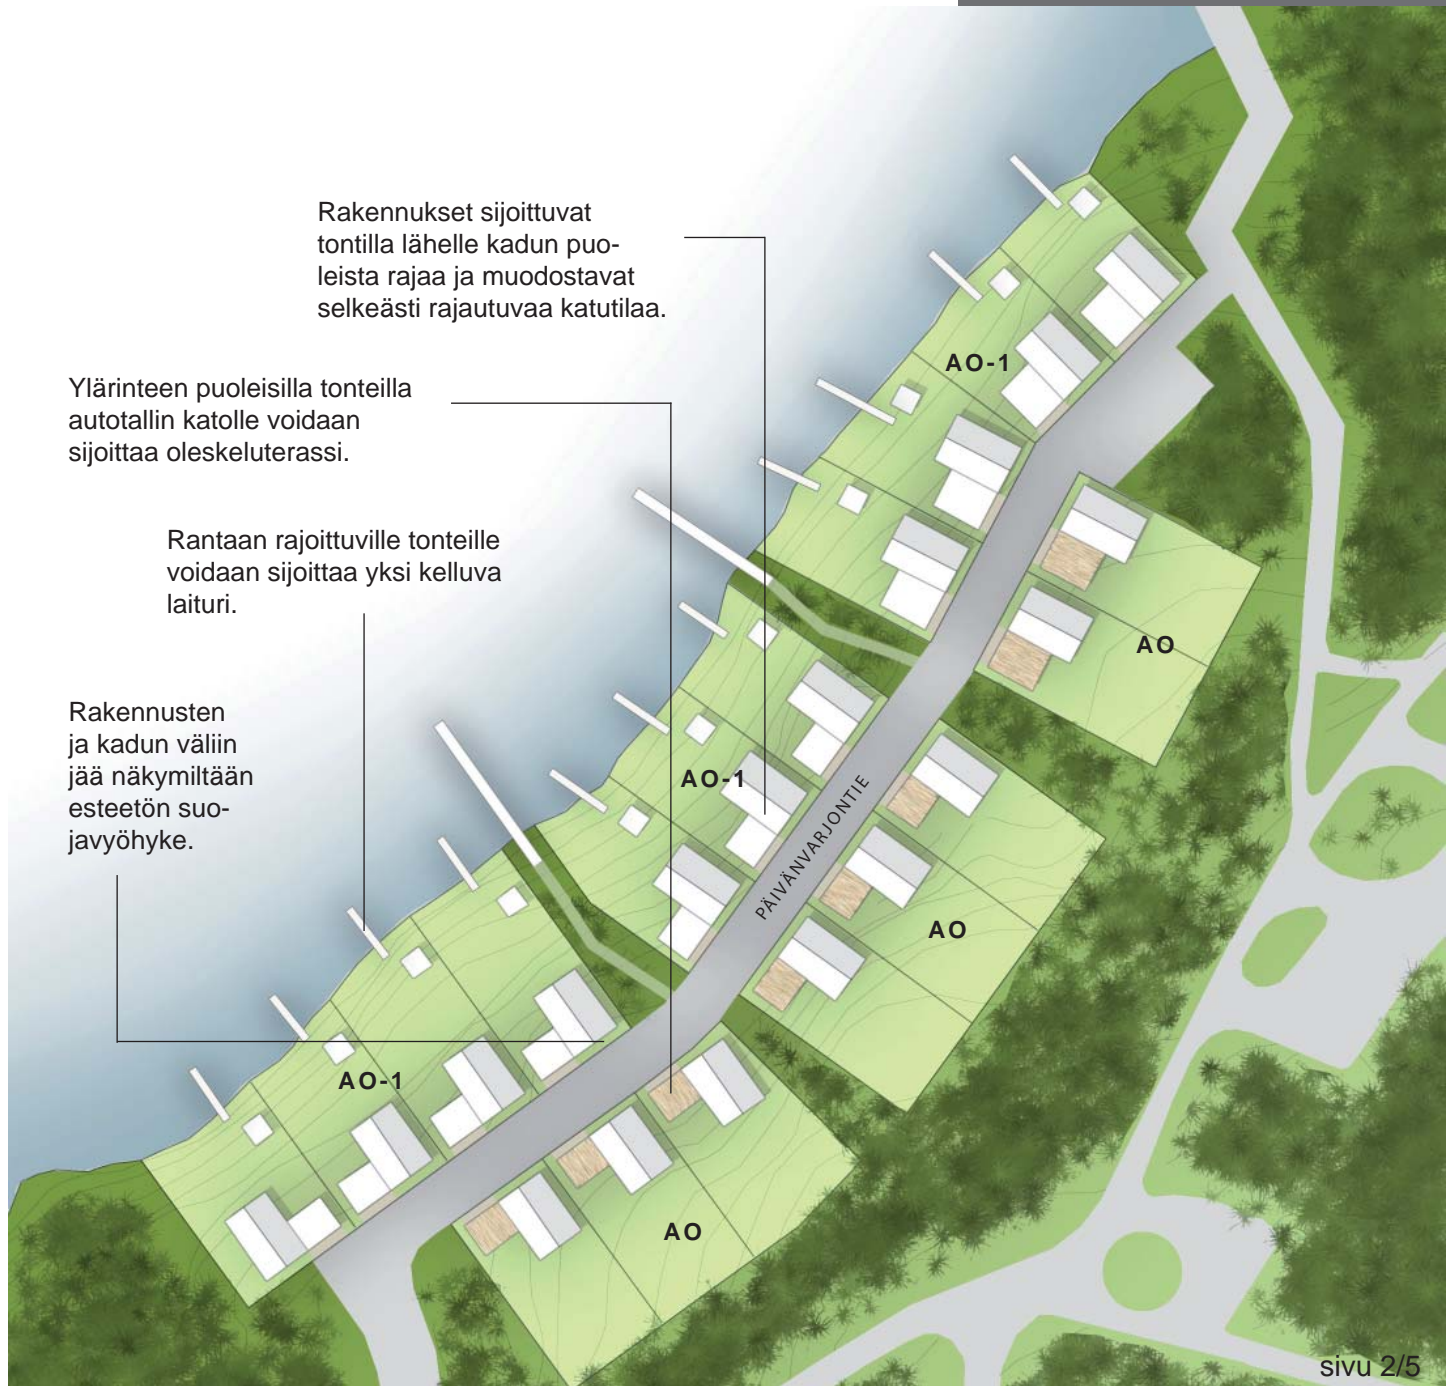 Rakennukset sijoittuvat
tontilla lähelle kadun puo-
leista rajaa ja muodostavat
selkeästi rajautuvaa katutilaa.
Ylärinteen puoleisilla tonteilla
autotallin katolle voidaan
sijoittaa oleskeluterassi.
Rantaan rajoittuville tonteille
voidaan sijoittaa yksi kelluva
laituri.
Rakennusten
ja kadun väliin
jää näkymiltään
esteetön suo-
javyöhyke.
AO-1
AO
AO-1
PÄIVÄNVARJONTIE
AO
AO-1
AO
sivu 2/5